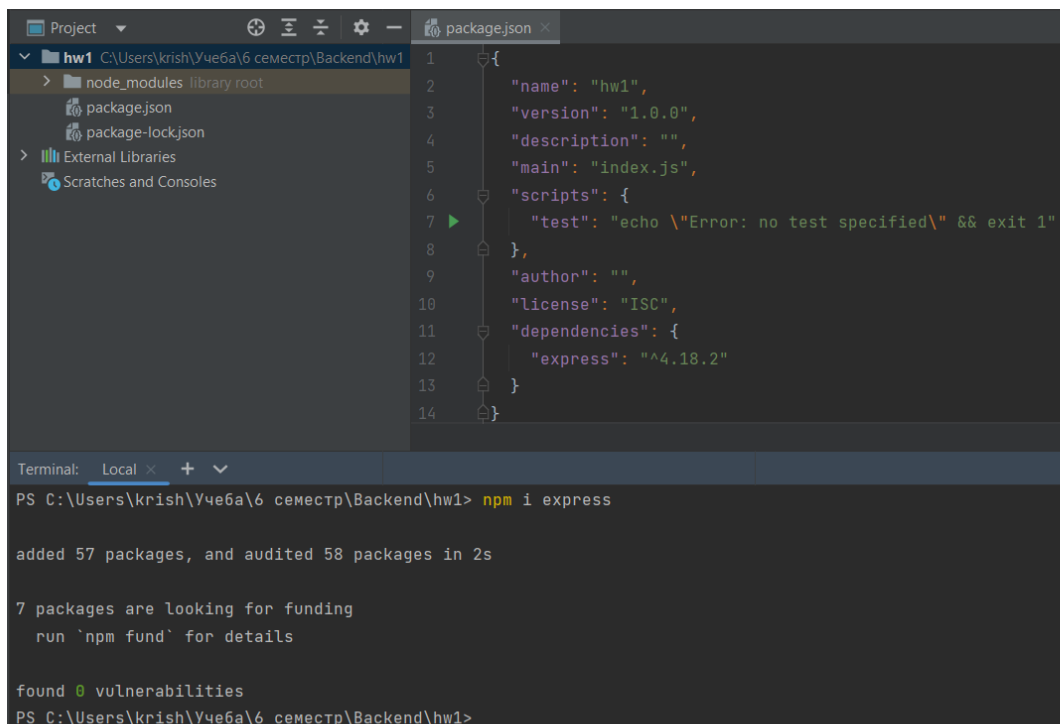 Project
hw1 C:\Users\krish\Учеба\6 семестр\Backend\hw1
node_modules library root
package.json
package-lock.json
External Libraries
Scratches and Consoles
package.json
1 {
2 "name": "hw1",
3 "version": "1.0.0",
4 "description": "",
5 "main": "index.js",
6 "scripts": {
7 "test": "echo \"Error: no test specified\" && exit 1"
8 },
9 "author": "",
10 "license": "ISC",
11 "dependencies": {
12 "express": "^4.18.2"
13 }
14 }
Terminal: Local
PS C:\Users\krish\Учеба\6 семестр\Backend\hw1> npm i express
added 57 packages, and audited 58 packages in 2s
7 packages are looking for funding
run `npm fund` for details
found 0 vulnerabilities
PS C:\Users\krish\Учеба\6 семестр\Backend\hw1>